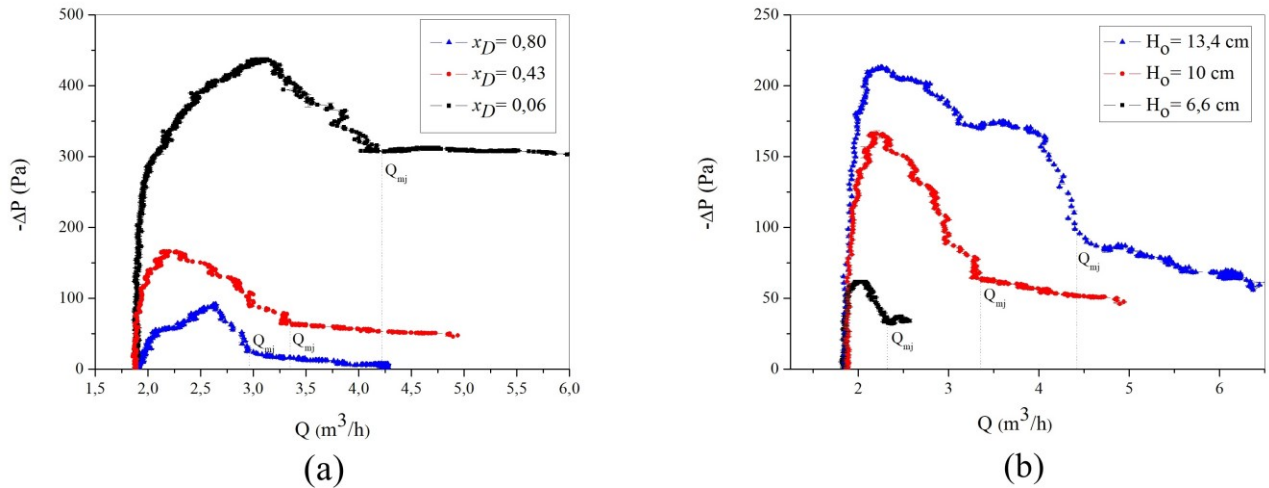 500
400
300
200
100
0
-ΔP (Pa)
x_D= 0,80
x_D= 0,43
x_D= 0,06
Q_mj
Q_mj
Q_mj
1,5 2,0 2,5 3,0 3,5 4,0 4,5 5,0 5,5 6,0
Q (m³/h)
(a)
250
200
150
100
50
0
-ΔP (Pa)
H_o= 13,4 cm
H_o= 10 cm
H_o= 6,6 cm
Q_mj
Q_mj
Q_mj
2 3 4 5 6
Q (m³/h)
(b)